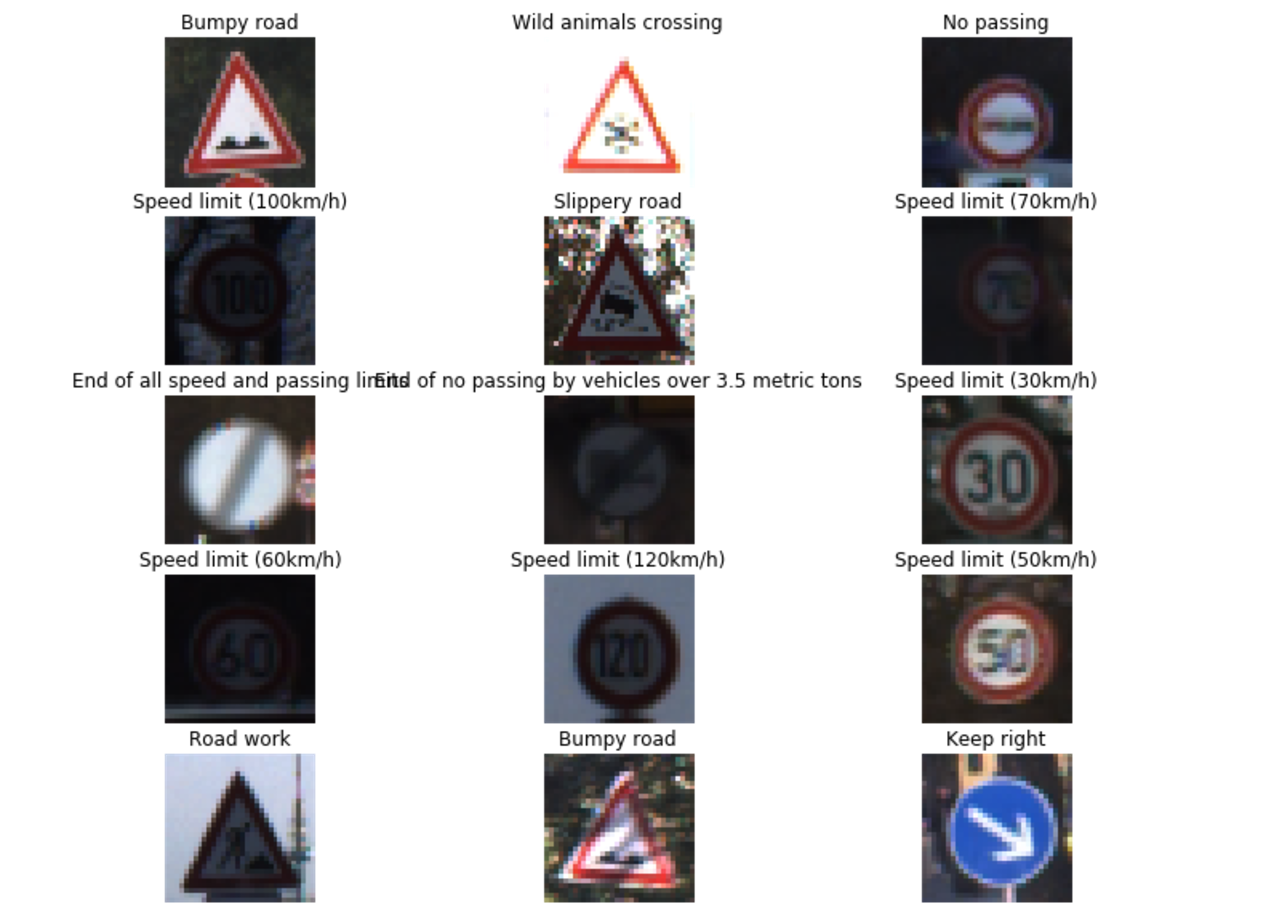 Bumpy road
Wild animals crossing
No passing
Speed limit (100km/h)
Slippery road
Speed limit (70km/h)
100
70
End of all speed and passing limits
End of no passing by vehicles over 3.5 metric tons
Speed limit (30km/h)
30
Speed limit (60km/h)
Speed limit (120km/h)
Speed limit (50km/h)
60
120
50
Road work
Bumpy road
Keep right